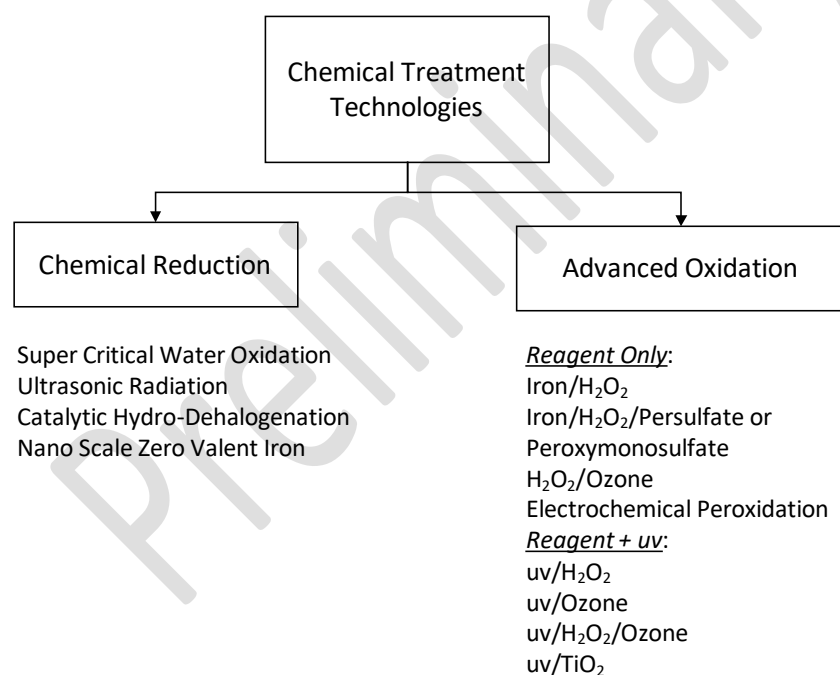 Preliminar
Chemical Treatment
Technologies
Chemical Reduction
Advanced Oxidation
Super Critical Water Oxidation
Ultrasonic Radiation
Catalytic Hydro-Dehalogenation
Nano Scale Zero Valent Iron
Reagent Only:
Iron/H₂O₂
Iron/H₂O₂/Persulfate or
Peroxymonosulfate
H₂O₂/Ozone
Electrochemical Peroxidation
Reagent + uv:
uv/H₂O₂
uv/Ozone
uv/H₂O₂/Ozone
uv/TiO₂